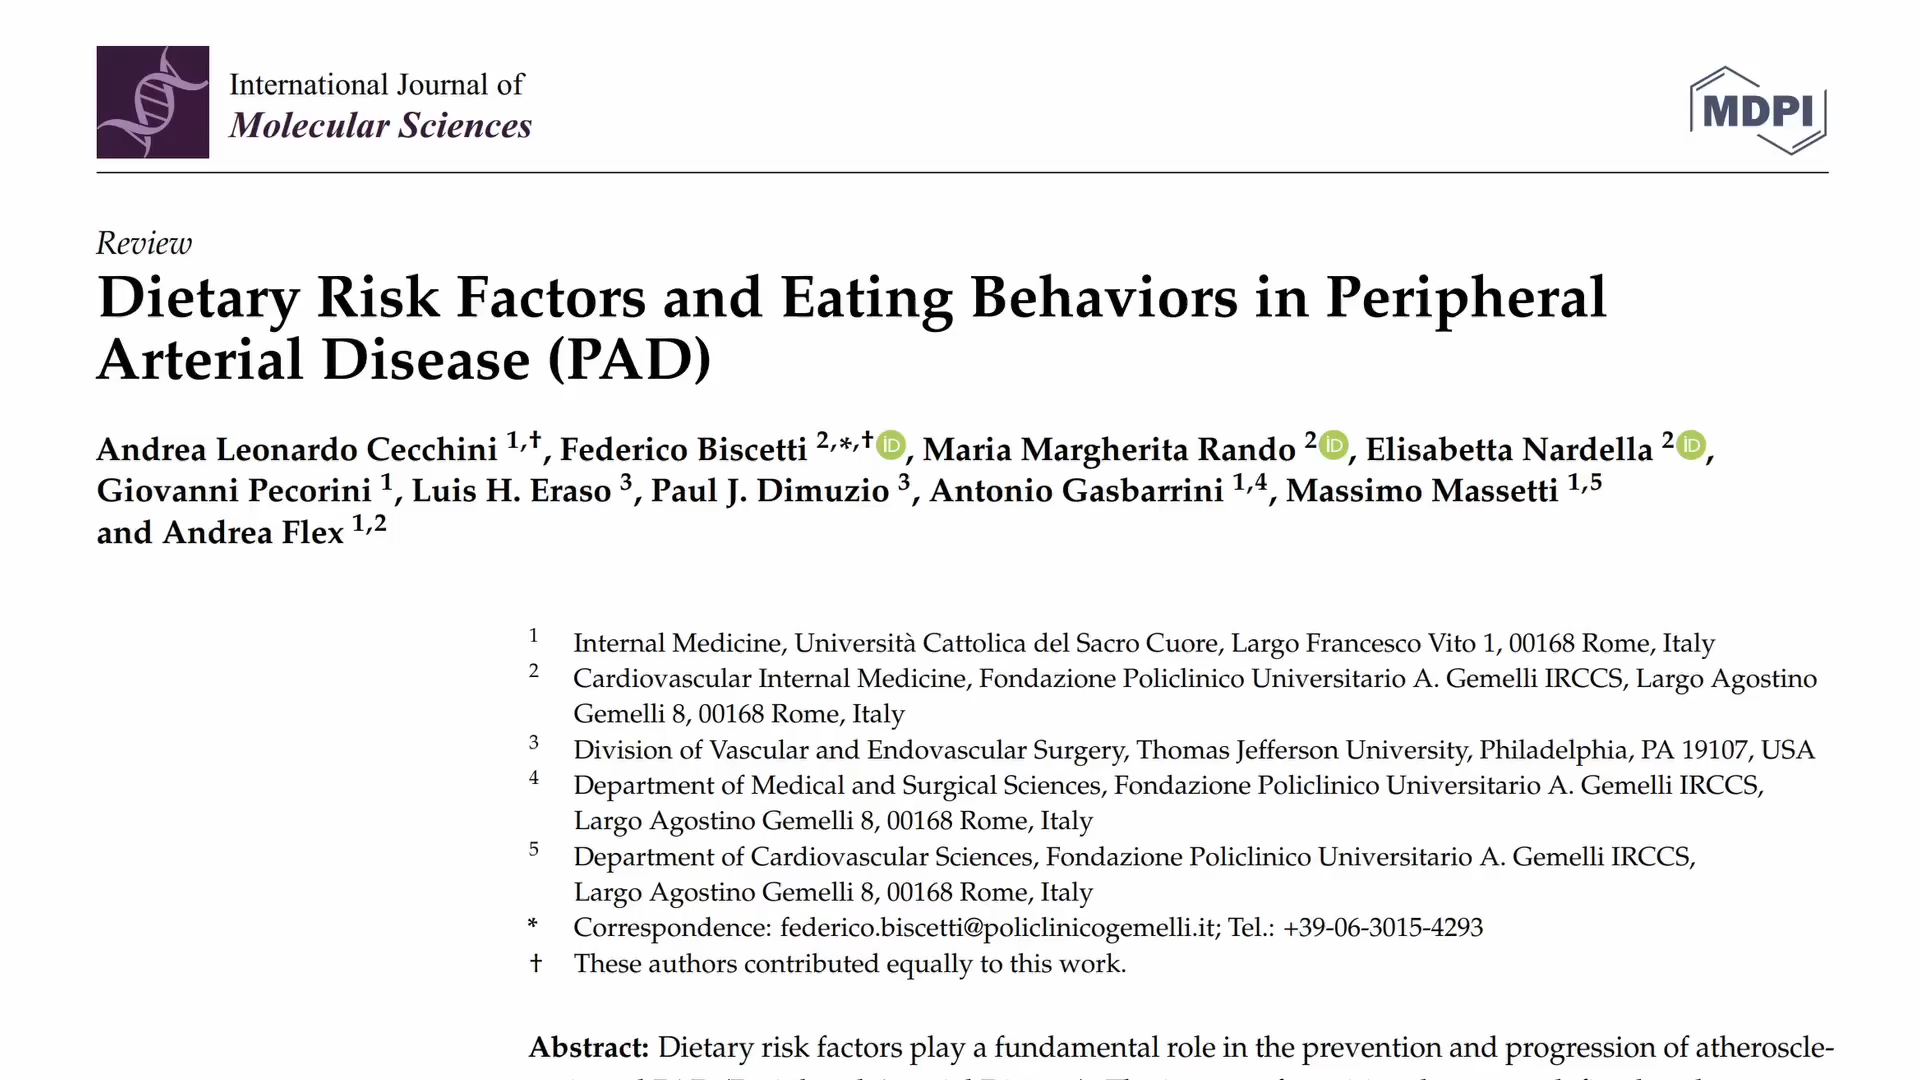 International Journal of
Molecular Sciences
MDPI
Review
Dietary Risk Factors and Eating Behaviors in Peripheral
Arterial Disease (PAD)
Andrea Leonardo Cecchini 1,†, Federico Biscetti 2,*,† iD, Maria Margherita Rando 2 iD, Elisabetta Nardella 2 iD,
Giovanni Pecorini 1, Luis H. Eraso 3, Paul J. Dimuzio 3, Antonio Gasbarrini 1,4, Massimo Massetti 1,5
and Andrea Flex 1,2
1 Internal Medicine, Università Cattolica del Sacro Cuore, Largo Francesco Vito 1, 00168 Rome, Italy
2 Cardiovascular Internal Medicine, Fondazione Policlinico Universitario A. Gemelli IRCCS, Largo Agostino
Gemelli 8, 00168 Rome, Italy
3 Division of Vascular and Endovascular Surgery, Thomas Jefferson University, Philadelphia, PA 19107, USA
4 Department of Medical and Surgical Sciences, Fondazione Policlinico Universitario A. Gemelli IRCCS,
Largo Agostino Gemelli 8, 00168 Rome, Italy
5 Department of Cardiovascular Sciences, Fondazione Policlinico Universitario A. Gemelli IRCCS,
Largo Agostino Gemelli 8, 00168 Rome, Italy
* Correspondence: federico.biscetti@policlinicogemelli.it; Tel.: +39-06-3015-4293
† These authors contributed equally to this work.
Abstract: Dietary risk factors play a fundamental role in the prevention and progression of atheroscle-